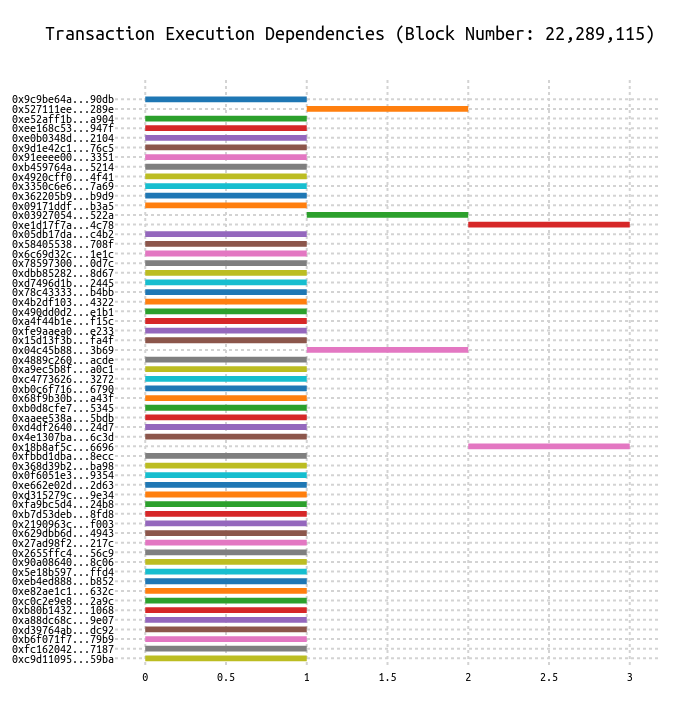 Transaction Execution Dependencies (Block Number: 22,289,115)
0x9c9be64a...90db
0x527111ee...289e
0xe52aff1b...a904
0xee168c53...947f
0xe0b0348d...2104
0x9d1e42c1...76c5
0x91eeee00...3351
0xb459764a...5214
0x4920cff0...4f41
0x3350c6e6...7a69
0x362205b9...b9d9
0x09171ddf...b3a5
0x03927054...522a
0xe1d17f7a...4c78
0x05db17da...c4b2
0x58405538...708f
0x6c69d32c...1e1c
0x78597300...0d7c
0xdbb85282...8d67
0xd7496d1b...2445
0x78c43333...b4bb
0x4b2df103...4322
0x490dd0d2...e1b1
0xa4f44b1e...f15c
0xfe9aaea0...e233
0x15d13f3b...fa4f
0x04c45b88...3b69
0x4889c260...acde
0xa9ec5b8f...a0c1
0xc4773626...3272
0xb0c6f716...6790
0x68f9b30b...a43f
0xb0d8cfe7...5345
0xaaee538a...5bdb
0xd4df2640...24d7
0x4e1307ba...6c3d
0x18b8af5c...6696
0xfbbd1dba...8ecc
0x368d39b2...ba98
0x0f6051e3...9354
0xe662e02d...2d63
0xd315279c...9e34
0xfa9bc5d4...24b8
0xb7d53deb...8fd8
0x2190963c...f003
0x629dbb6d...4943
0x27ad98f2...217c
0x2655ffc4...56c9
0x90a08640...8c06
0x5e18b597...ffd4
0xeb4ed888...b852
0xe82ae1c1...632c
0xc0c2e9e8...2a9c
0xb80b1432...1068
0xa88dc68c...9e07
0xd39764ab...dc92
0xb6f071f7...79b9
0xfc162042...7187
0xc9d11095...59ba
0 0.5 1 1.5 2 2.5 3